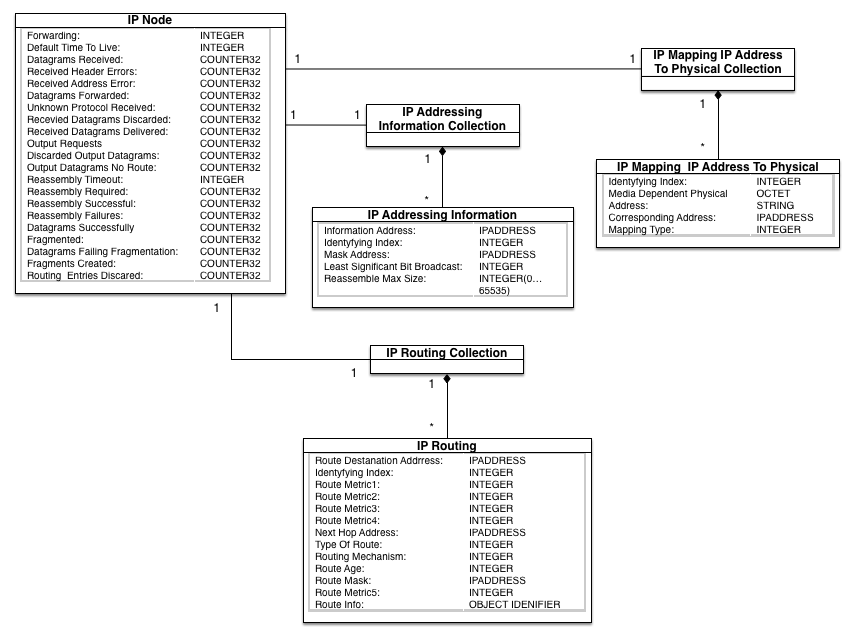 IP Node
Forwarding: INTEGER
Default Time To Live: INTEGER
Datagrams Received: COUNTER32
Received Header Errors: COUNTER32
Received Address Error: COUNTER32
Datagrams Forwarded: COUNTER32
Unknown Protocol Received: COUNTER32
Recevied Datagrams Discarded: COUNTER32
Received Datagrams Delivered: COUNTER32
Output Requests COUNTER32
Discarded Output Datagrams: COUNTER32
Output Datagrams No Route: COUNTER32
Reassembly Timeout: INTEGER
Reassembly Required: COUNTER32
Reassembly Successful: COUNTER32
Reassembly Failures: COUNTER32
Datagrams Successfully COUNTER32
Fragmented: COUNTER32
Datagrams Failing Fragmentation: COUNTER32
Fragments Created: COUNTER32
Routing Entries Discared: COUNTER32
1 1
IP Mapping IP Address
To Physical Collection
1
*
IP Mapping IP Address To Physical
Identyfying Index: INTEGER
Media Dependent Physical OCTET
Address: STRING
Corresponding Address: IPADDRESS
Mapping Type: INTEGER
1 1
IP Addressing
Information Collection
1
*
IP Addressing Information
Information Address: IPADDRESS
Identyfying Index: INTEGER
Mask Address: IPADDRESS
Least Significant Bit Broadcast: INTEGER
Reassemble Max Size: INTEGER(0...
65535)
1
1
IP Routing Collection
1
*
IP Routing
Route Destanation Addrress: IPADDRESS
Identyfying Index: INTEGER
Route Metric1: INTEGER
Route Metric2: INTEGER
Route Metric3: INTEGER
Route Metric4: INTEGER
Next Hop Address: IPADDRESS
Type Of Route: INTEGER
Routing Mechanism: INTEGER
Route Age: INTEGER
Route Mask: IPADDRESS
Route Metric5: INTEGER
Route Info: OBJECT IDENIFIER